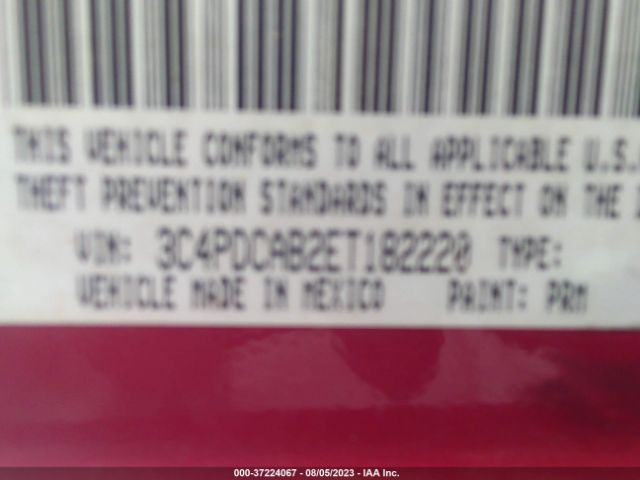 THIS VEHICLE CONFORMS TO ALL APPLICABLE U.S.
THEFT PREVENTION STANDARDS IN EFFECT ON THE
VIN: 3C4PDCAB2ET182220 TYPE:
VEHICLE MADE IN MEXICO PAINT: PRM
000-37224067 - 08/05/2023 - IAA Inc.